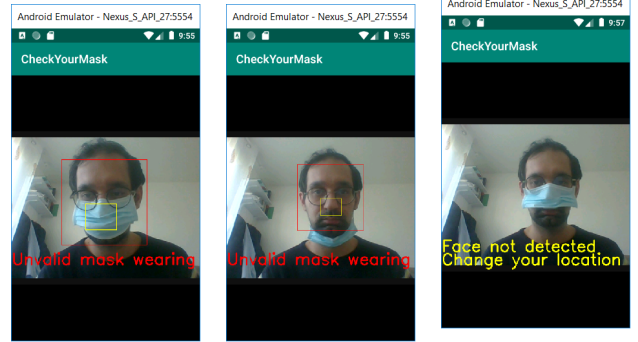 Android Emulator - Nexus_S_API_27:5554
9:55
CheckYourMask
Unvalid mask wearing
Android Emulator - Nexus_S_API_27:5554
9:55
CheckYourMask
Unvalid mask wearing
Android Emulator - Nexus_S_API_27:5554
9:57
CheckYourMask
Face not detected
Change your location